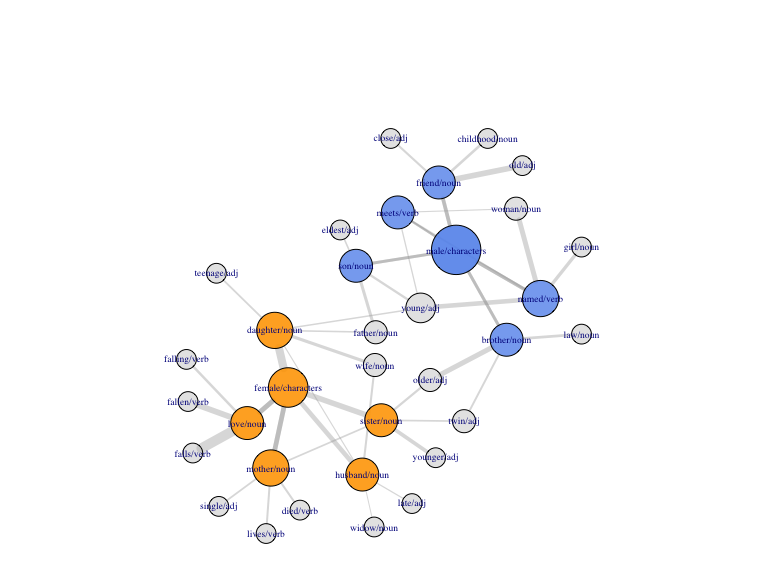 close/adj
childhood/noun
old/adj
friend/noun
meets/verb
woman/noun
eldest/adj
girl/noun
male/characters
son/noun
teenage/adj
named/verb
young/adj
daughter/noun
father/noun
law/noun
brother/noun
falling/verb
wife/noun
older/adj
female/characters
fallen/verb
love/noun
sister/noun
twin/adj
falls/verb
younger/adj
mother/noun
husband/noun
single/adj
late/adj
died/verb
widow/noun
lives/verb